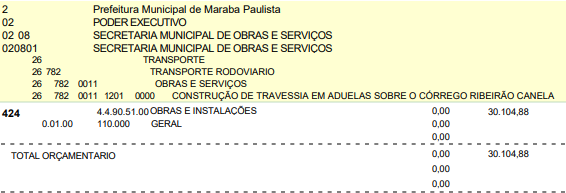 2 Prefeitura Municipal de Maraba Paulista
02 PODER EXECUTIVO
02 08 SECRETARIA MUNICIPAL DE OBRAS E SERVIÇOS
020801 SECRETARIA MUNICIPAL DE OBRAS E SERVIÇOS
26 TRANSPORTE
26 782 TRANSPORTE RODOVIARIO
26 782 0011 OBRAS E SERVIÇOS
26 782 0011 1201 0000 CONSTRUÇÃO DE TRAVESSIA EM ADUELAS SOBRE O CÓRREGO RIBEIRÃO CANELA
424 4.4.90.51.00 OBRAS E INSTALAÇÕES 0,00 30.104,88
0.01.00 110.000 GERAL 0,00
0,00
TOTAL ORÇAMENTARIO 0,00 30.104,88
0,00
0,00